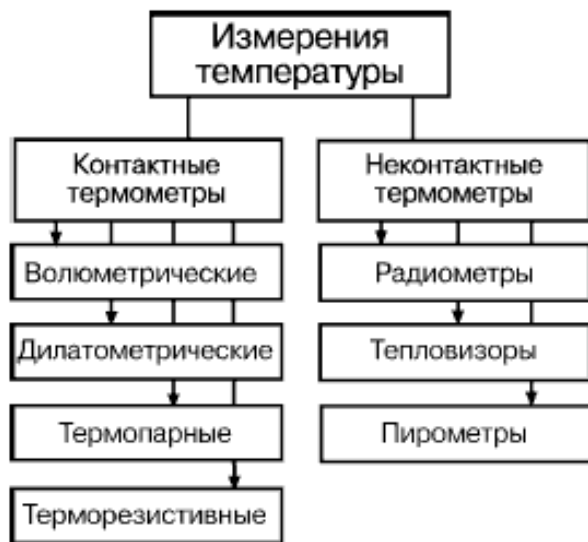 Измерения
температуры
Контактные
термометры
Неконтактные
термометры
Волюметрические
Радиометры
Дилатометрические
Тепловизоры
Термопарные
Пирометры
Терморезистивные